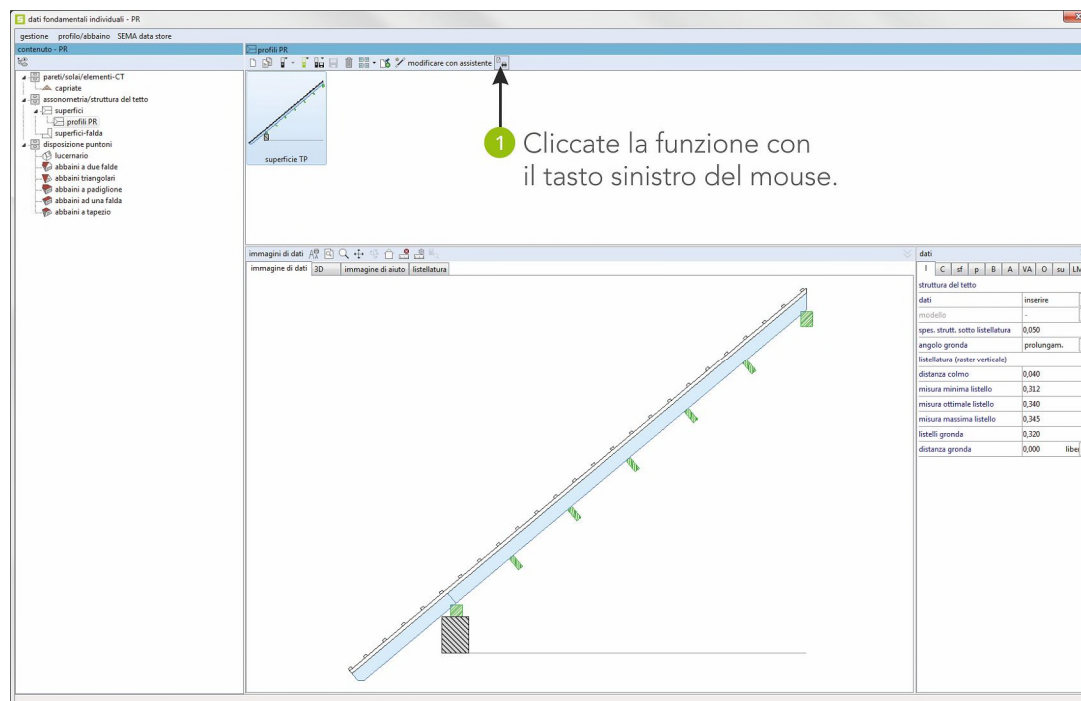 dati fondamentali individuali - PR
gestione profilo/abbaino SEMA data store
contenuto - PR
pareti/solai/elementi-CT
capriate
assonometria/struttura del tetto
superfici
profili PR
superfici-falda
disposizione puntoni
lucernario
abbaini a due falde
abbaini triangolari
abbaini a padiglione
abbaini ad una falda
abbaini a tapezio
profili PR
modificare con assistente
superficie TP
1 Cliccate la funzione con
il tasto sinistro del mouse.
immagini di dati
immagine di dati 3D immagine di aiuto listellatura
dati
I C sf p B A VA O su LM
struttura del tetto
dati inserire
modello -
spes. strutt. sotto listellatura 0,050
angolo gronda prolungam.
listellatura (raster verticale)
distanza colmo 0,040
misura minima listello 0,312
misura ottimale listello 0,340
misura massima listello 0,345
listelli gronda 0,320
distanza gronda 0,000 liber